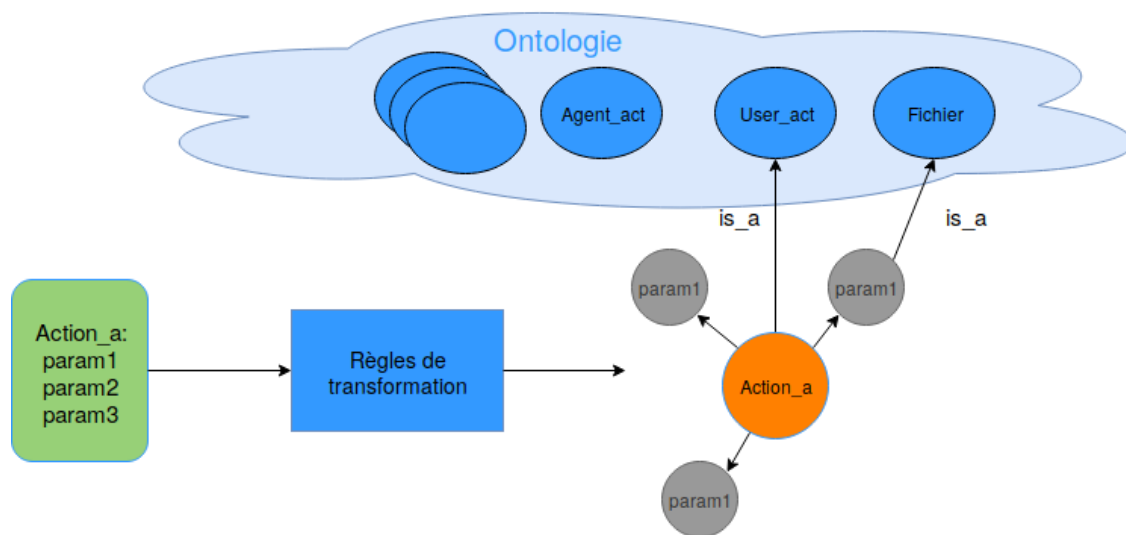 Ontologie
Agent_act
User_act
Fichier
is_a
is_a
param1
param1
Action_a:
param1
param2
param3
Règles de
transformation
Action_a
param1